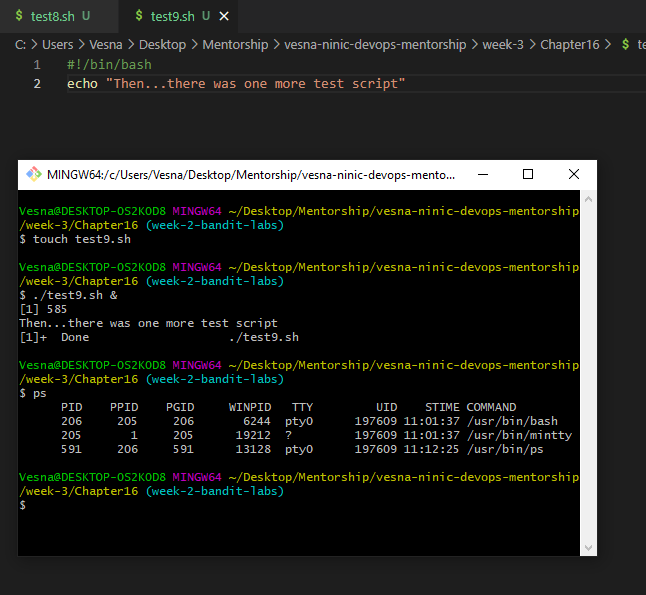 $ test8.sh U $ test9.sh U ×
C: > Users > Vesna > Desktop > Mentorship > vesna-ninic-devops-mentorship > week-3 > Chapter16 > $ te
1 #!/bin/bash
2 echo "Then...there was one more test script"
MINGW64:/c/Users/Vesna/Desktop/Mentorship/vesna-ninic-devops-mento...
Vesna@DESKTOP-OS2KOD8 MINGW64 ~/Desktop/Mentorship/vesna-ninic-devops-mentorship
/week-3/Chapter16 (week-2-bandit-labs)
$ touch test9.sh
Vesna@DESKTOP-OS2KOD8 MINGW64 ~/Desktop/Mentorship/vesna-ninic-devops-mentorship
/week-3/Chapter16 (week-2-bandit-labs)
$ ./test9.sh &
[1] 585
Then...there was one more test script
[1]+  Done                    ./test9.sh
Vesna@DESKTOP-OS2KOD8 MINGW64 ~/Desktop/Mentorship/vesna-ninic-devops-mentorship
/week-3/Chapter16 (week-2-bandit-labs)
$ ps
      PID    PPID    PGID     WINPID   TTY         UID    STIME COMMAND
      206     205     206       6244  pty0      197609 11:01:37 /usr/bin/bash
      205       1     205      19212  ?         197609 11:01:37 /usr/bin/mintty
      591     206     591      13128  pty0      197609 11:12:25 /usr/bin/ps
Vesna@DESKTOP-OS2KOD8 MINGW64 ~/Desktop/Mentorship/vesna-ninic-devops-mentorship
/week-3/Chapter16 (week-2-bandit-labs)
$